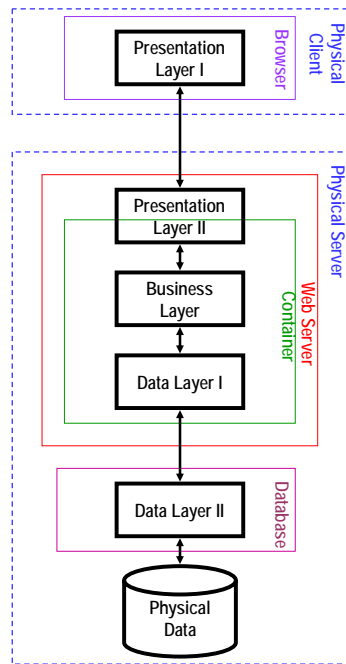 Presentation
Layer I
Browser
Physical
Client
Presentation
Layer II
Business
Layer
Data Layer I
Container
Web Server
Physical Server
Data Layer II
Database
Physical
Data